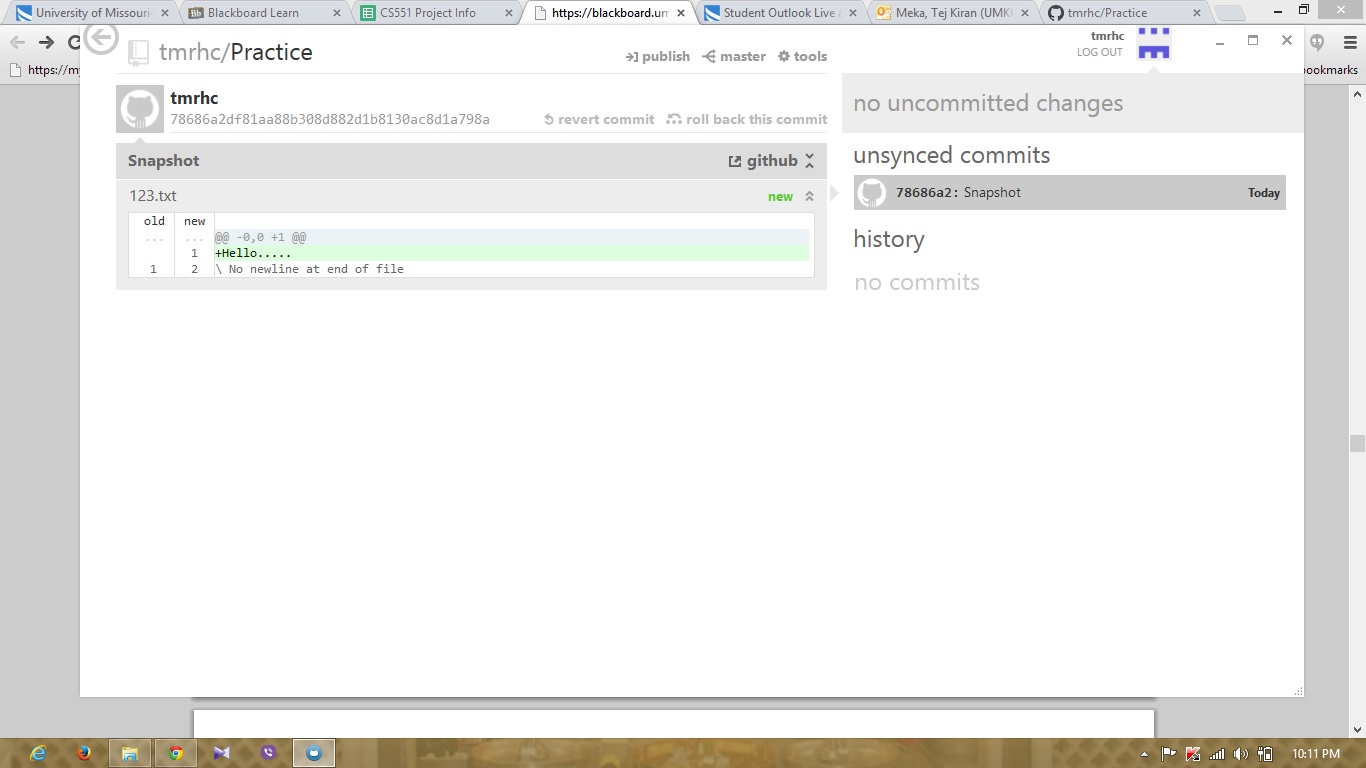 University of Missouri-
Blackboard Learn
CS551 Project Info
https://blackboard.um
Student Outlook Live
Meka, Tej Kiran (UMK
tmrhc/Practice
https://my
bookmarks
tmrhc/Practice
publish
master
tools
tmrhc
LOG OUT
tmrhc
78686a2df81aa88b308d882d1b8130ac8d1a798a
revert commit
roll back this commit
no uncommitted changes
Snapshot
github
unsynced commits
78686a2: Snapshot
Today
123.txt
new
old new
... ... @@ -0,0 +1 @@
1 +Hello.....
1 2 \ No newline at end of file
history
no commits
10:11 PM